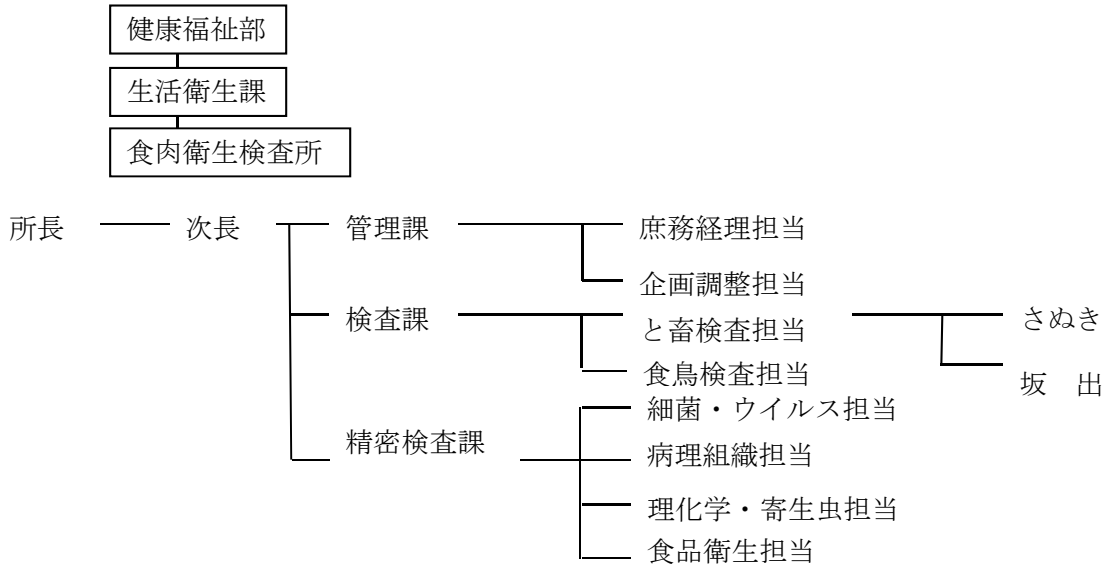 健康福祉部
生活衛生課
食肉衛生検査所
所長 次長 管理課 庶務経理担当
企画調整担当
検査課 と畜検査担当 さぬき
食鳥検査担当 坂 出
細菌・ウイルス担当
精密検査課 病理組織担当
理化学・寄生虫担当
食品衛生担当